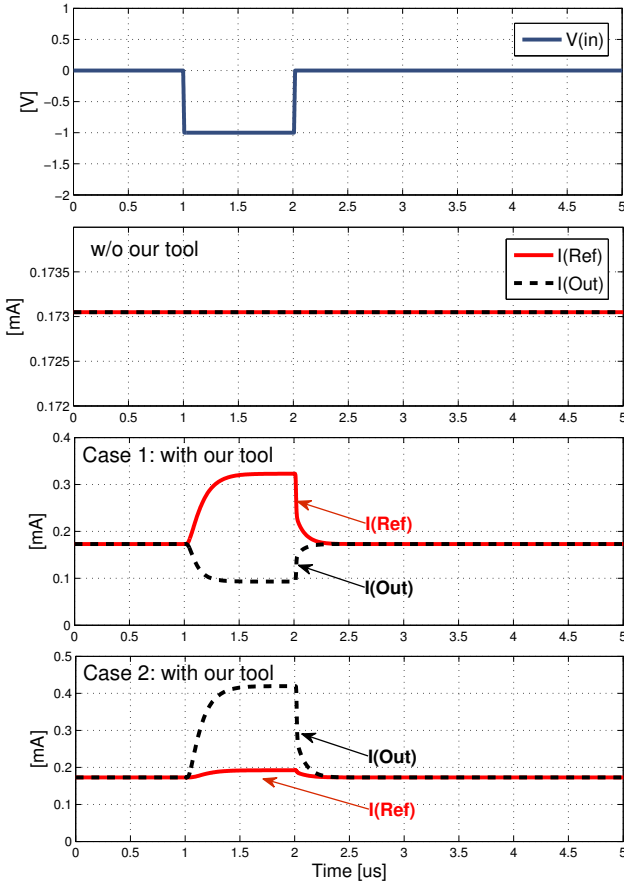 1
0.5
0
−0.5
−1
−1.5
−2
[V]
V(in)
0 0.5 1 1.5 2 2.5 3 3.5 4 4.5 5
w/o our tool
I(Ref)
I(Out)
0.1735
0.173
0.1725
0.172
[mA]
0 0.5 1 1.5 2 2.5 3 3.5 4 4.5 5
Case 1: with our tool
0.4
0.3
0.2
0.1
0
[mA]
I(Ref)
I(Out)
0 0.5 1 1.5 2 2.5 3 3.5 4 4.5 5
Case 2: with our tool
0.5
0.4
0.3
0.2
0.1
0
[mA]
I(Out)
I(Ref)
0 0.5 1 1.5 2 2.5 3 3.5 4 4.5 5
Time [us]